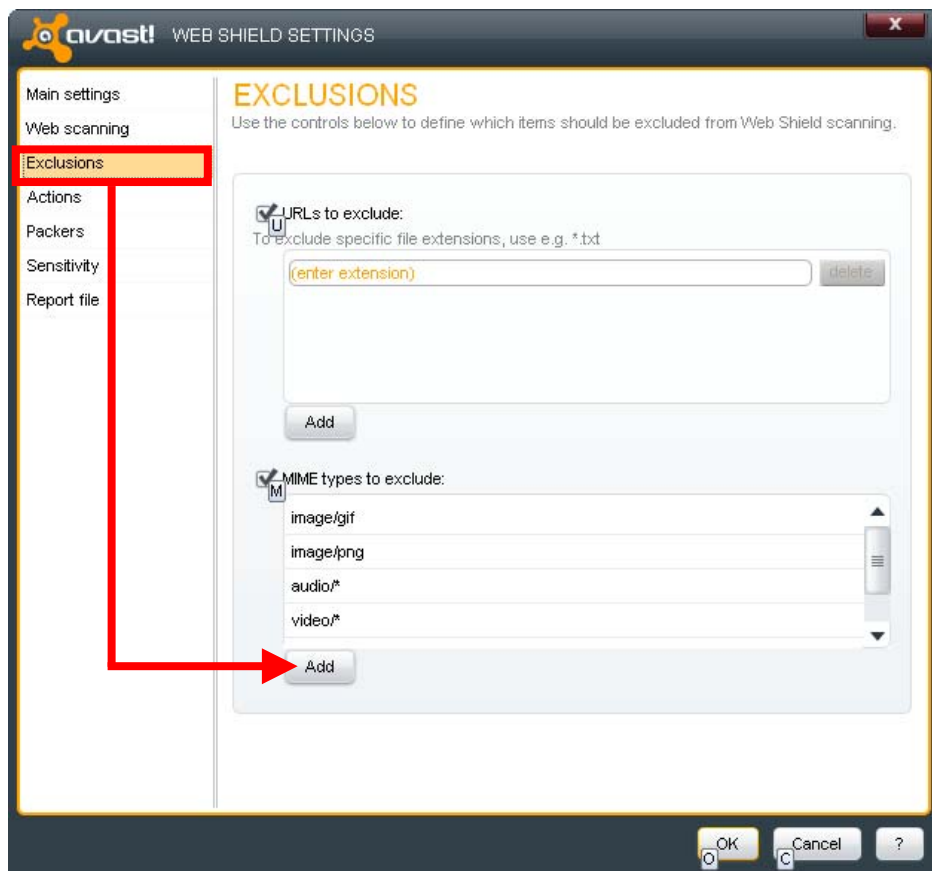 avast! WEB SHIELD SETTINGS
x
Main settings
Web scanning
Exclusions
Actions
Packers
Sensitivity
Report file
EXCLUSIONS
Use the controls below to define which items should be excluded from Web Shield scanning.
URLs to exclude:
U
To exclude specific file extensions, use e.g. *.txt
(enter extension)
delete
Add
MIME types to exclude:
M
image/gif
image/png
audio/*
video/*
Add
OK
O
Cancel
C
?